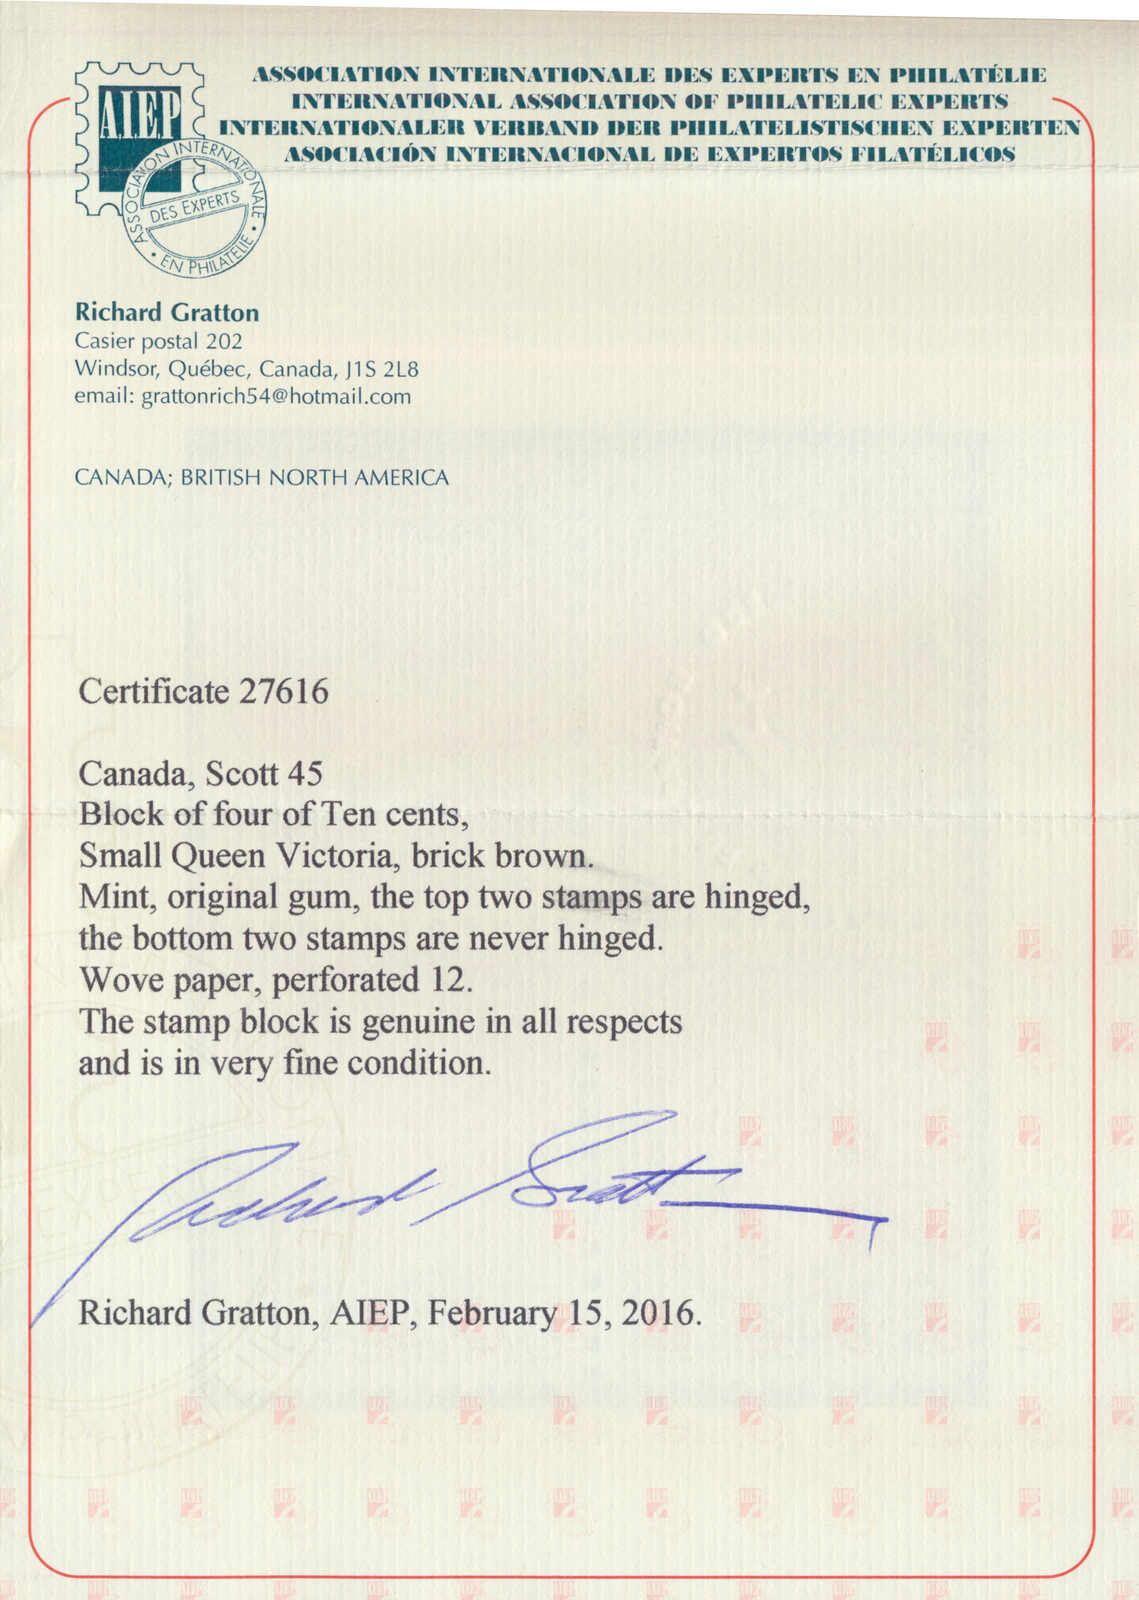 ASSOCIATION INTERNATIONALE DES EXPERTS EN PHILATÉLIE
INTERNATIONAL ASSOCIATION OF PHILATELIC EXPERTS
INTERNATIONALER VERBAND DER PHILATELISTISCHEN EXPERTEN
ASOCIACIÓN INTERNACIONAL DE EXPERTOS FILATÉLICOS
AIEP
ASSOCIATION INTERNATIONALE
DES EXPERTS
• EN PHILATELIE •
Richard Gratton
Casier postal 202
Windsor, Québec, Canada, J1S 2L8
email: grattonrich54@hotmail.com
CANADA; BRITISH NORTH AMERICA
Certificate 27616
Canada, Scott 45
Block of four of Ten cents,
Small Queen Victoria, brick brown.
Mint, original gum, the top two stamps are hinged,
the bottom two stamps are never hinged.
Wove paper, perforated 12.
The stamp block is genuine in all respects
and is in very fine condition.
Richard Gratton
Richard Gratton, AIEP, February 15, 2016.